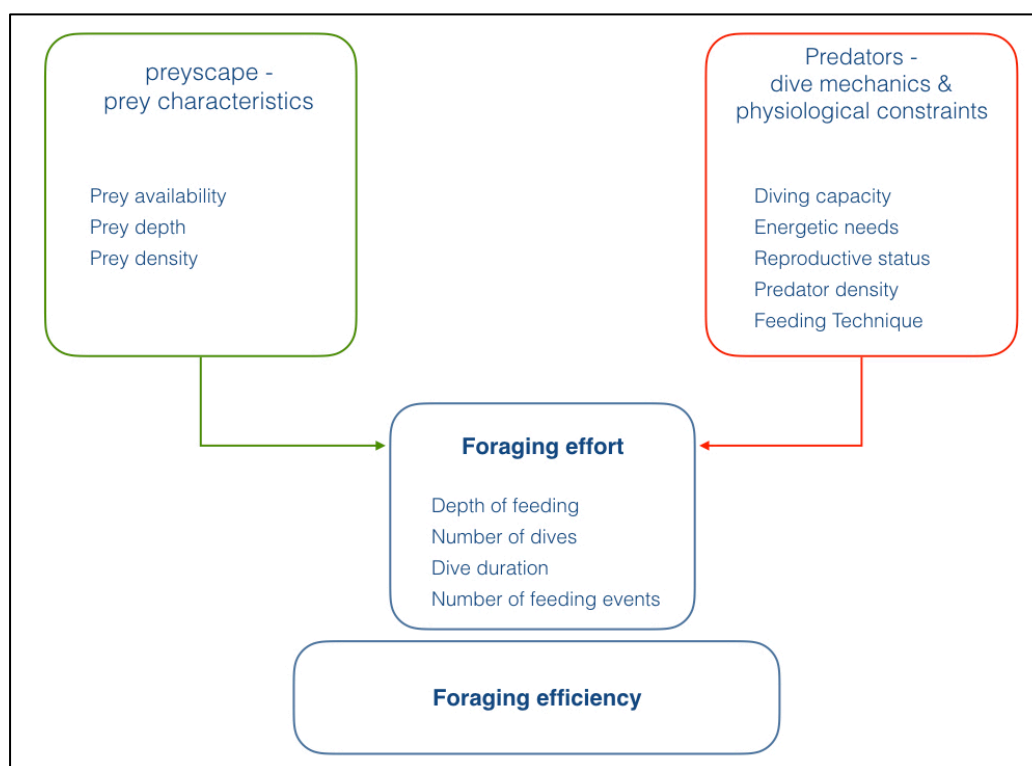 preyscape -
prey characteristics
Prey availability
Prey depth
Prey density
Predators -
dive mechanics &
physiological constraints
Diving capacity
Energetic needs
Reproductive status
Predator density
Feeding Technique
Foraging effort
Depth of feeding
Number of dives
Dive duration
Number of feeding events
Foraging efficiency